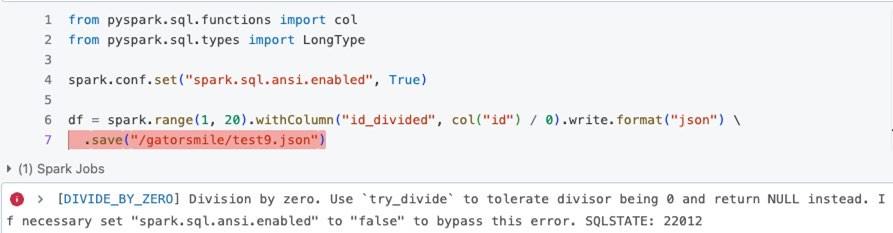 1 from pyspark.sql.functions import col
2 from pyspark.sql.types import LongType
3
4 spark.conf.set("spark.sql.ansi.enabled", True)
5
6 df = spark.range(1, 20).withColumn("id_divided", col("id") / 0).write.format("json") \
7   .save("/gatorsmile/test9.json")
(1) Spark Jobs
[DIVIDE_BY_ZERO] Division by zero. Use `try_divide` to tolerate divisor being 0 and return NULL instead. I
f necessary set "spark.sql.ansi.enabled" to "false" to bypass this error. SQLSTATE: 22012